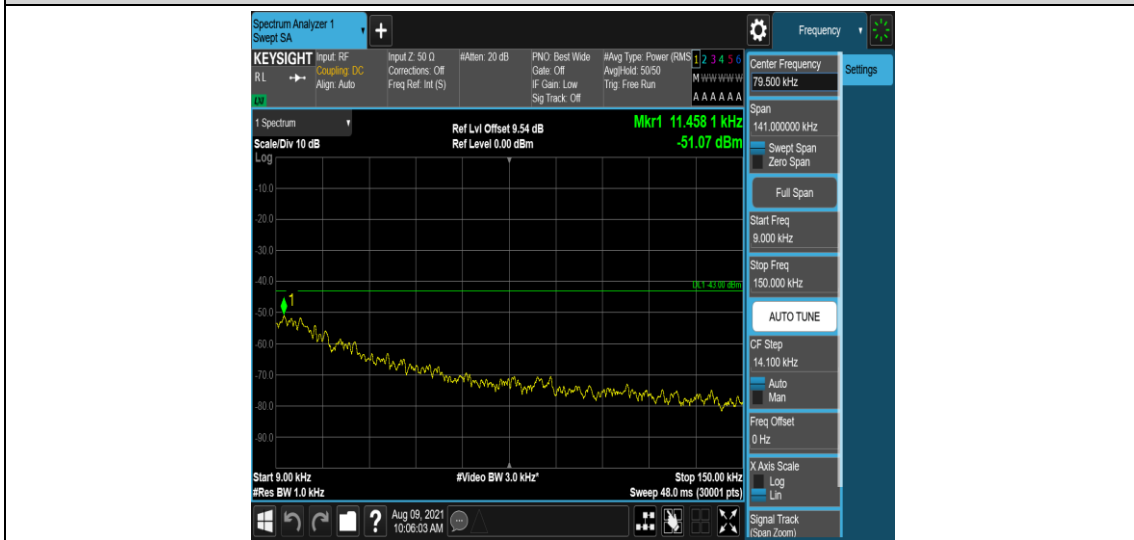 Spectrum Analyzer 1
Swept SA
+
Frequency
KEYSIGHT
RL
LXI
Input: RF
Coupling: DC
Align: Auto
Input Z: 50 Ω
Corrections: Off
Freq Ref: Int (S)
#Atten: 20 dB
PNO: Best Wide
Gate: Off
IF Gain: Low
Sig Track: Off
#Avg Type: Power (RMS
Avg|Hold: 50/50
Trig: Free Run
1 2 3 4 5 6
M W W W W W
A A A A A A
Center Frequency
79.500 kHz
Settings
Span
141.000000 kHz
Swept Span
Zero Span
Full Span
Start Freq
9.000 kHz
Stop Freq
150.000 kHz
AUTO TUNE
CF Step
14.100 kHz
Auto
Man
Freq Offset
0 Hz
X Axis Scale
Log
Lin
Signal Track
(Span Zoom)
1 Spectrum
Scale/Div 10 dB
Log
Ref Lvl Offset 9.54 dB
Ref Level 0.00 dBm
Mkr1 11.458 1 kHz
-51.07 dBm
-10.0
-20.0
-30.0
-40.0
DL1 -43.00 dBm
1
-50.0
-60.0
-70.0
-80.0
-90.0
Start 9.00 kHz
#Res BW 1.0 kHz
#Video BW 3.0 kHz*
Stop 150.00 kHz
Sweep 48.0 ms (30001 pts)
?
Aug 09, 2021
10:06:03 AM